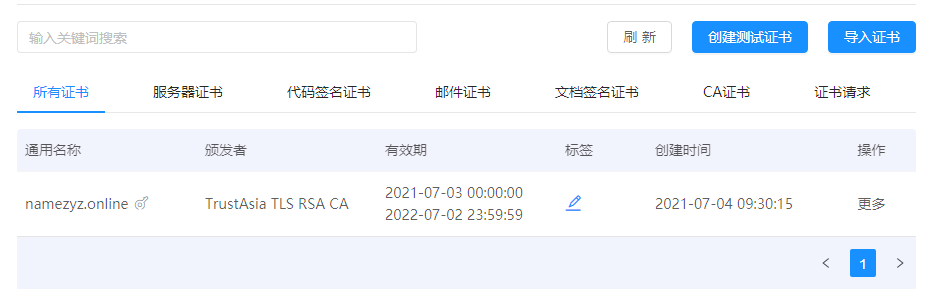 输入关键词搜索
刷 新
创建测试证书
导入证书
所有证书
服务器证书
代码签名证书
邮件证书
文档签名证书
CA证书
证书请求
通用名称
颁发者
有效期
标签
创建时间
操作
namezyz.online
TrustAsia TLS RSA CA
2021-07-03 00:00:00
2022-07-02 23:59:59
2021-07-04 09:30:15
更多
1